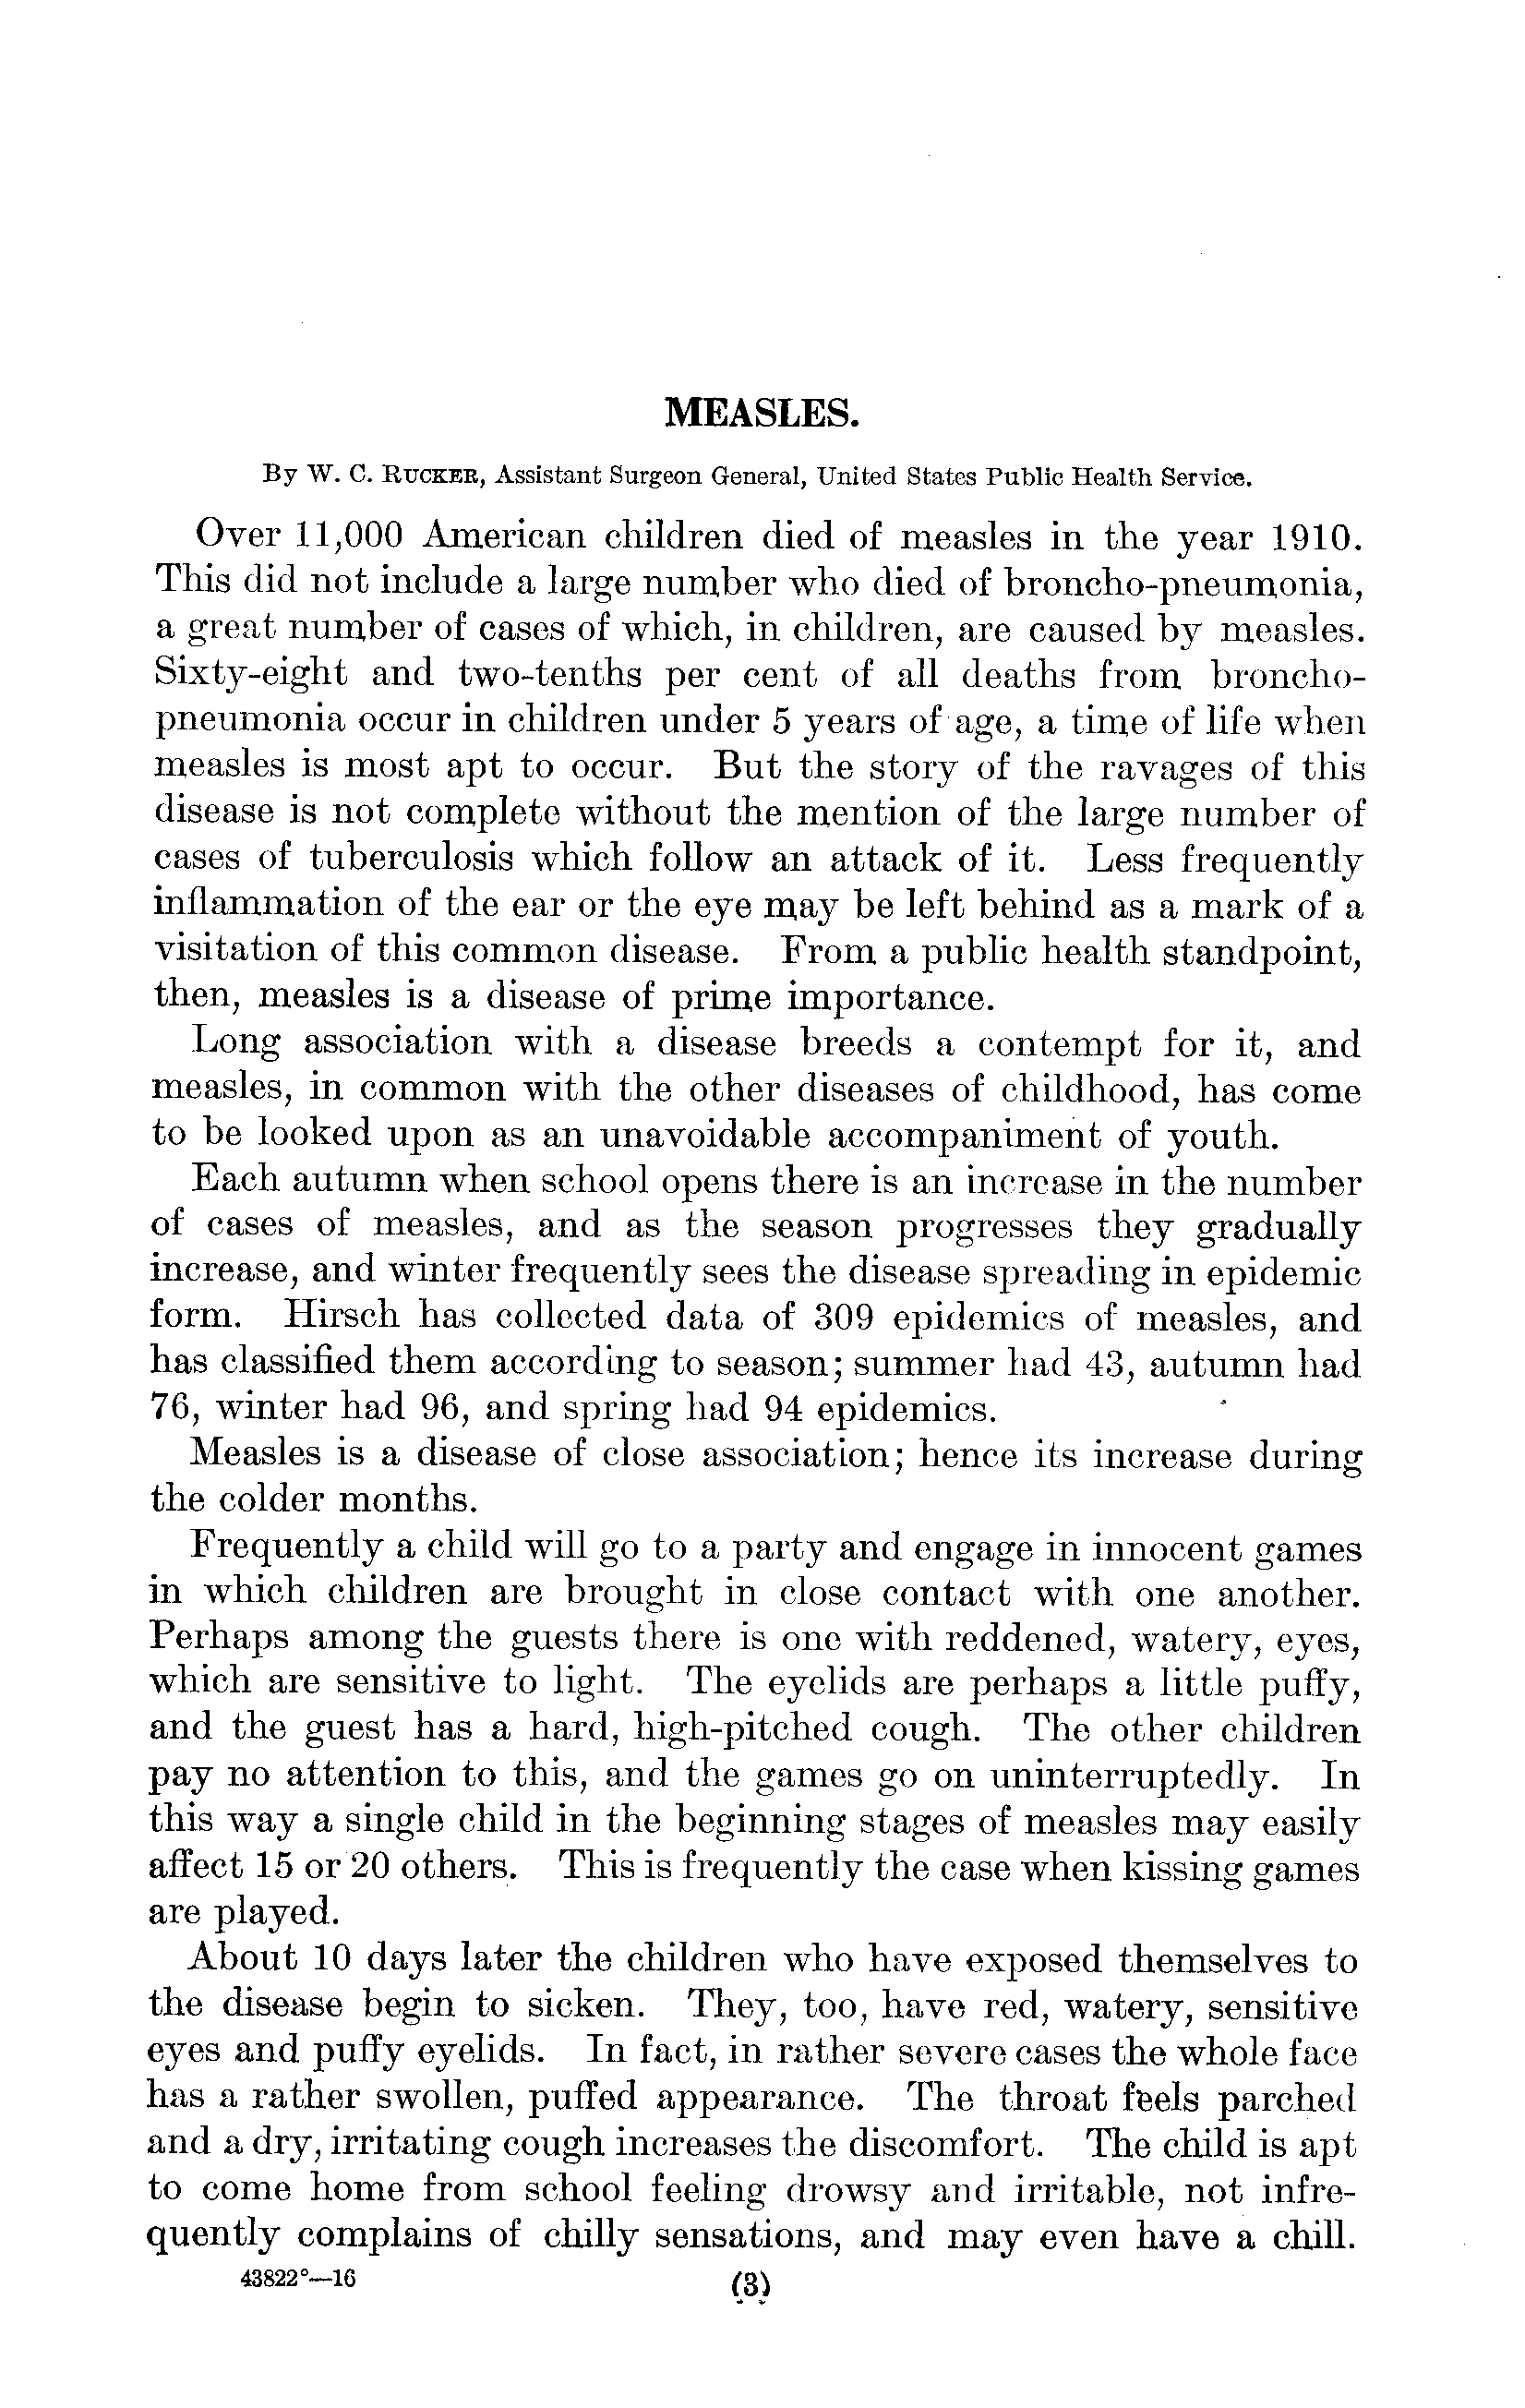 MEASLES.
By W. C. RUCKER, Assistant Surgeon General, United States Public Health Service.
Over 11,000 American children died of measles in the year 1910.
This did not include a large number who died of broncho-pneumonia,
a great number of cases of which, in children, are caused by measles.
Sixty-eight and two-tenths per cent of all deaths from broncho-
pneumonia occur in children under 5 years of age, a time of life when
measles is most apt to occur. But the story of the ravages of this
disease is not complete without the mention of the large number of
cases of tuberculosis which follow an attack of it. Less frequently
inflammation of the ear or the eye may be left behind as a mark of a
visitation of this common disease. From a public health standpoint,
then, measles is a disease of prime importance.
Long association with a disease breeds a contempt for it, and
measles, in common with the other diseases of childhood, has come
to be looked upon as an unavoidable accompaniment of youth.
Each autumn when school opens there is an increase in the number
of cases of measles, and as the season progresses they gradually
increase, and winter frequently sees the disease spreading in epidemic
form. Hirsch has collected data of 309 epidemics of measles, and
has classified them according to season; summer had 43, autumn had
76, winter had 96, and spring had 94 epidemics.
Measles is a disease of close association; hence its increase during
the colder months.
Frequently a child will go to a party and engage in innocent games
in which children are brought in close contact with one another.
Perhaps among the guests there is one with reddened, watery, eyes,
which are sensitive to light. The eyelids are perhaps a little puffy,
and the guest has a hard, high-pitched cough. The other children
pay no attention to this, and the games go on uninterruptedly. In
this way a single child in the beginning stages of measles may easily
affect 15 or 20 others. This is frequently the case when kissing games
are played.
About 10 days later the children who have exposed themselves to
the disease begin to sicken. They, too, have red, watery, sensitive
eyes and puffy eyelids. In fact, in rather severe cases the whole face
has a rather swollen, puffed appearance. The throat feels parched
and a dry, irritating cough increases the discomfort. The child is apt
to come home from school feeling drowsy and irritable, not infre-
quently complains of chilly sensations, and may even have a chill.
43822°—16 (3)